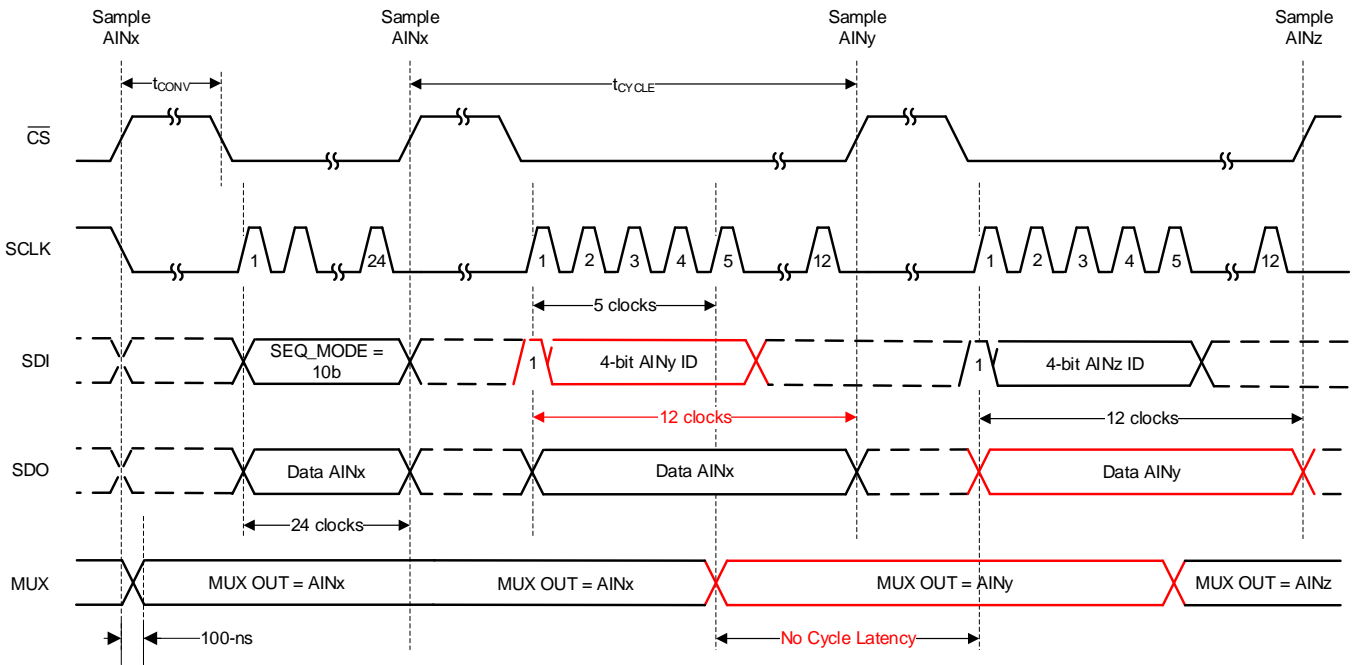 Sample
AINx
Sample
AINx
Sample
AINy
Sample
AINz
tCONV
tCYCLE
CS
SCLK
1
24
1
2
3
4
5
12
1
2
3
4
5
12
5 clocks
SDI
SEQ_MODE =
10b
1
4-bit AINy ID
1
4-bit AINz ID
12 clocks
12 clocks
SDO
Data AINx
Data AINx
Data AINy
24 clocks
MUX
MUX OUT = AINx
MUX OUT = AINx
MUX OUT = AINy
MUX OUT = AINz
100-ns
No Cycle Latency